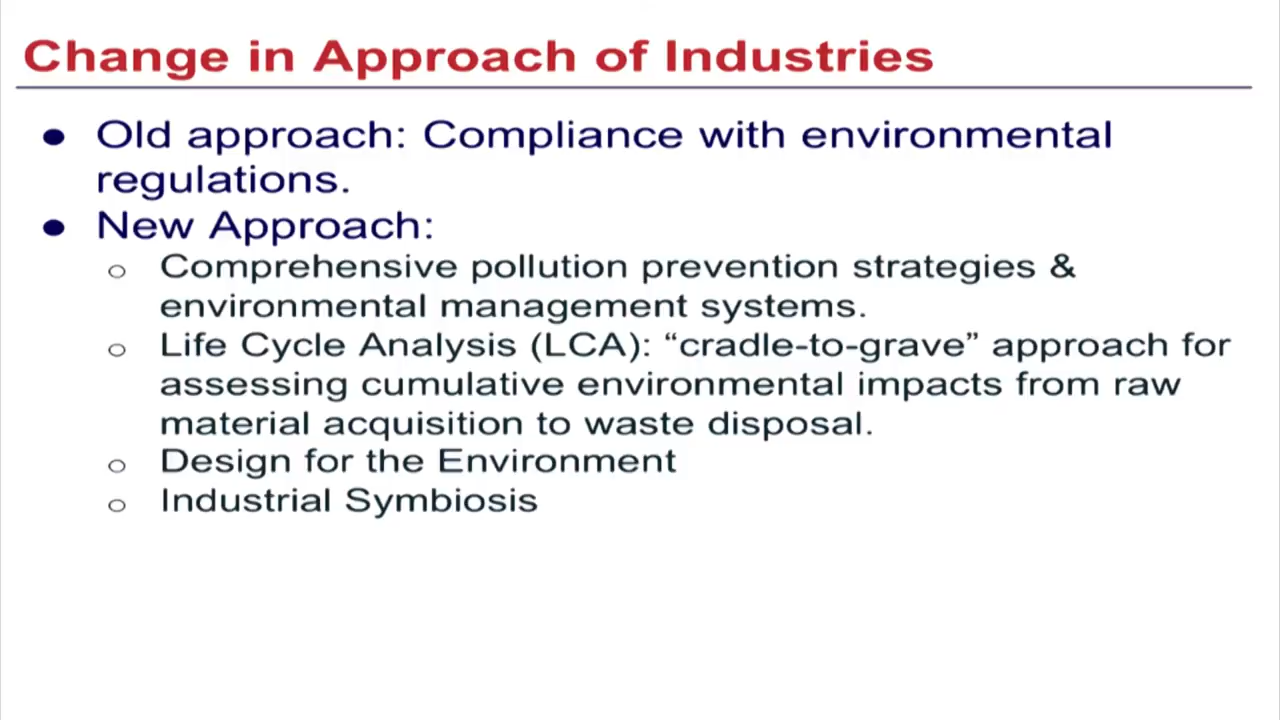 Change in Approach of Industries
● Old approach: Compliance with environmental
regulations.
● New Approach:
○ Comprehensive pollution prevention strategies &
environmental management systems.
○ Life Cycle Analysis (LCA): “cradle-to-grave” approach for
assessing cumulative environmental impacts from raw
material acquisition to waste disposal.
○ Design for the Environment
○ Industrial Symbiosis